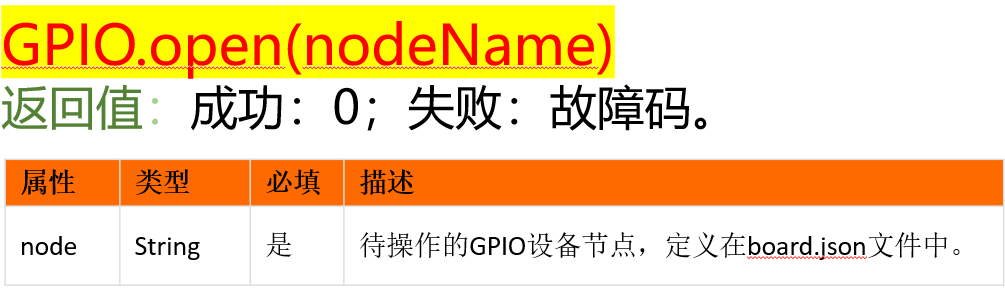 GPIO.open(nodeName)
返回值：成功：0；失败：故障码。
属性 类型 必填 描述
node String 是 待操作的GPIO设备节点，定义在board.json文件中。